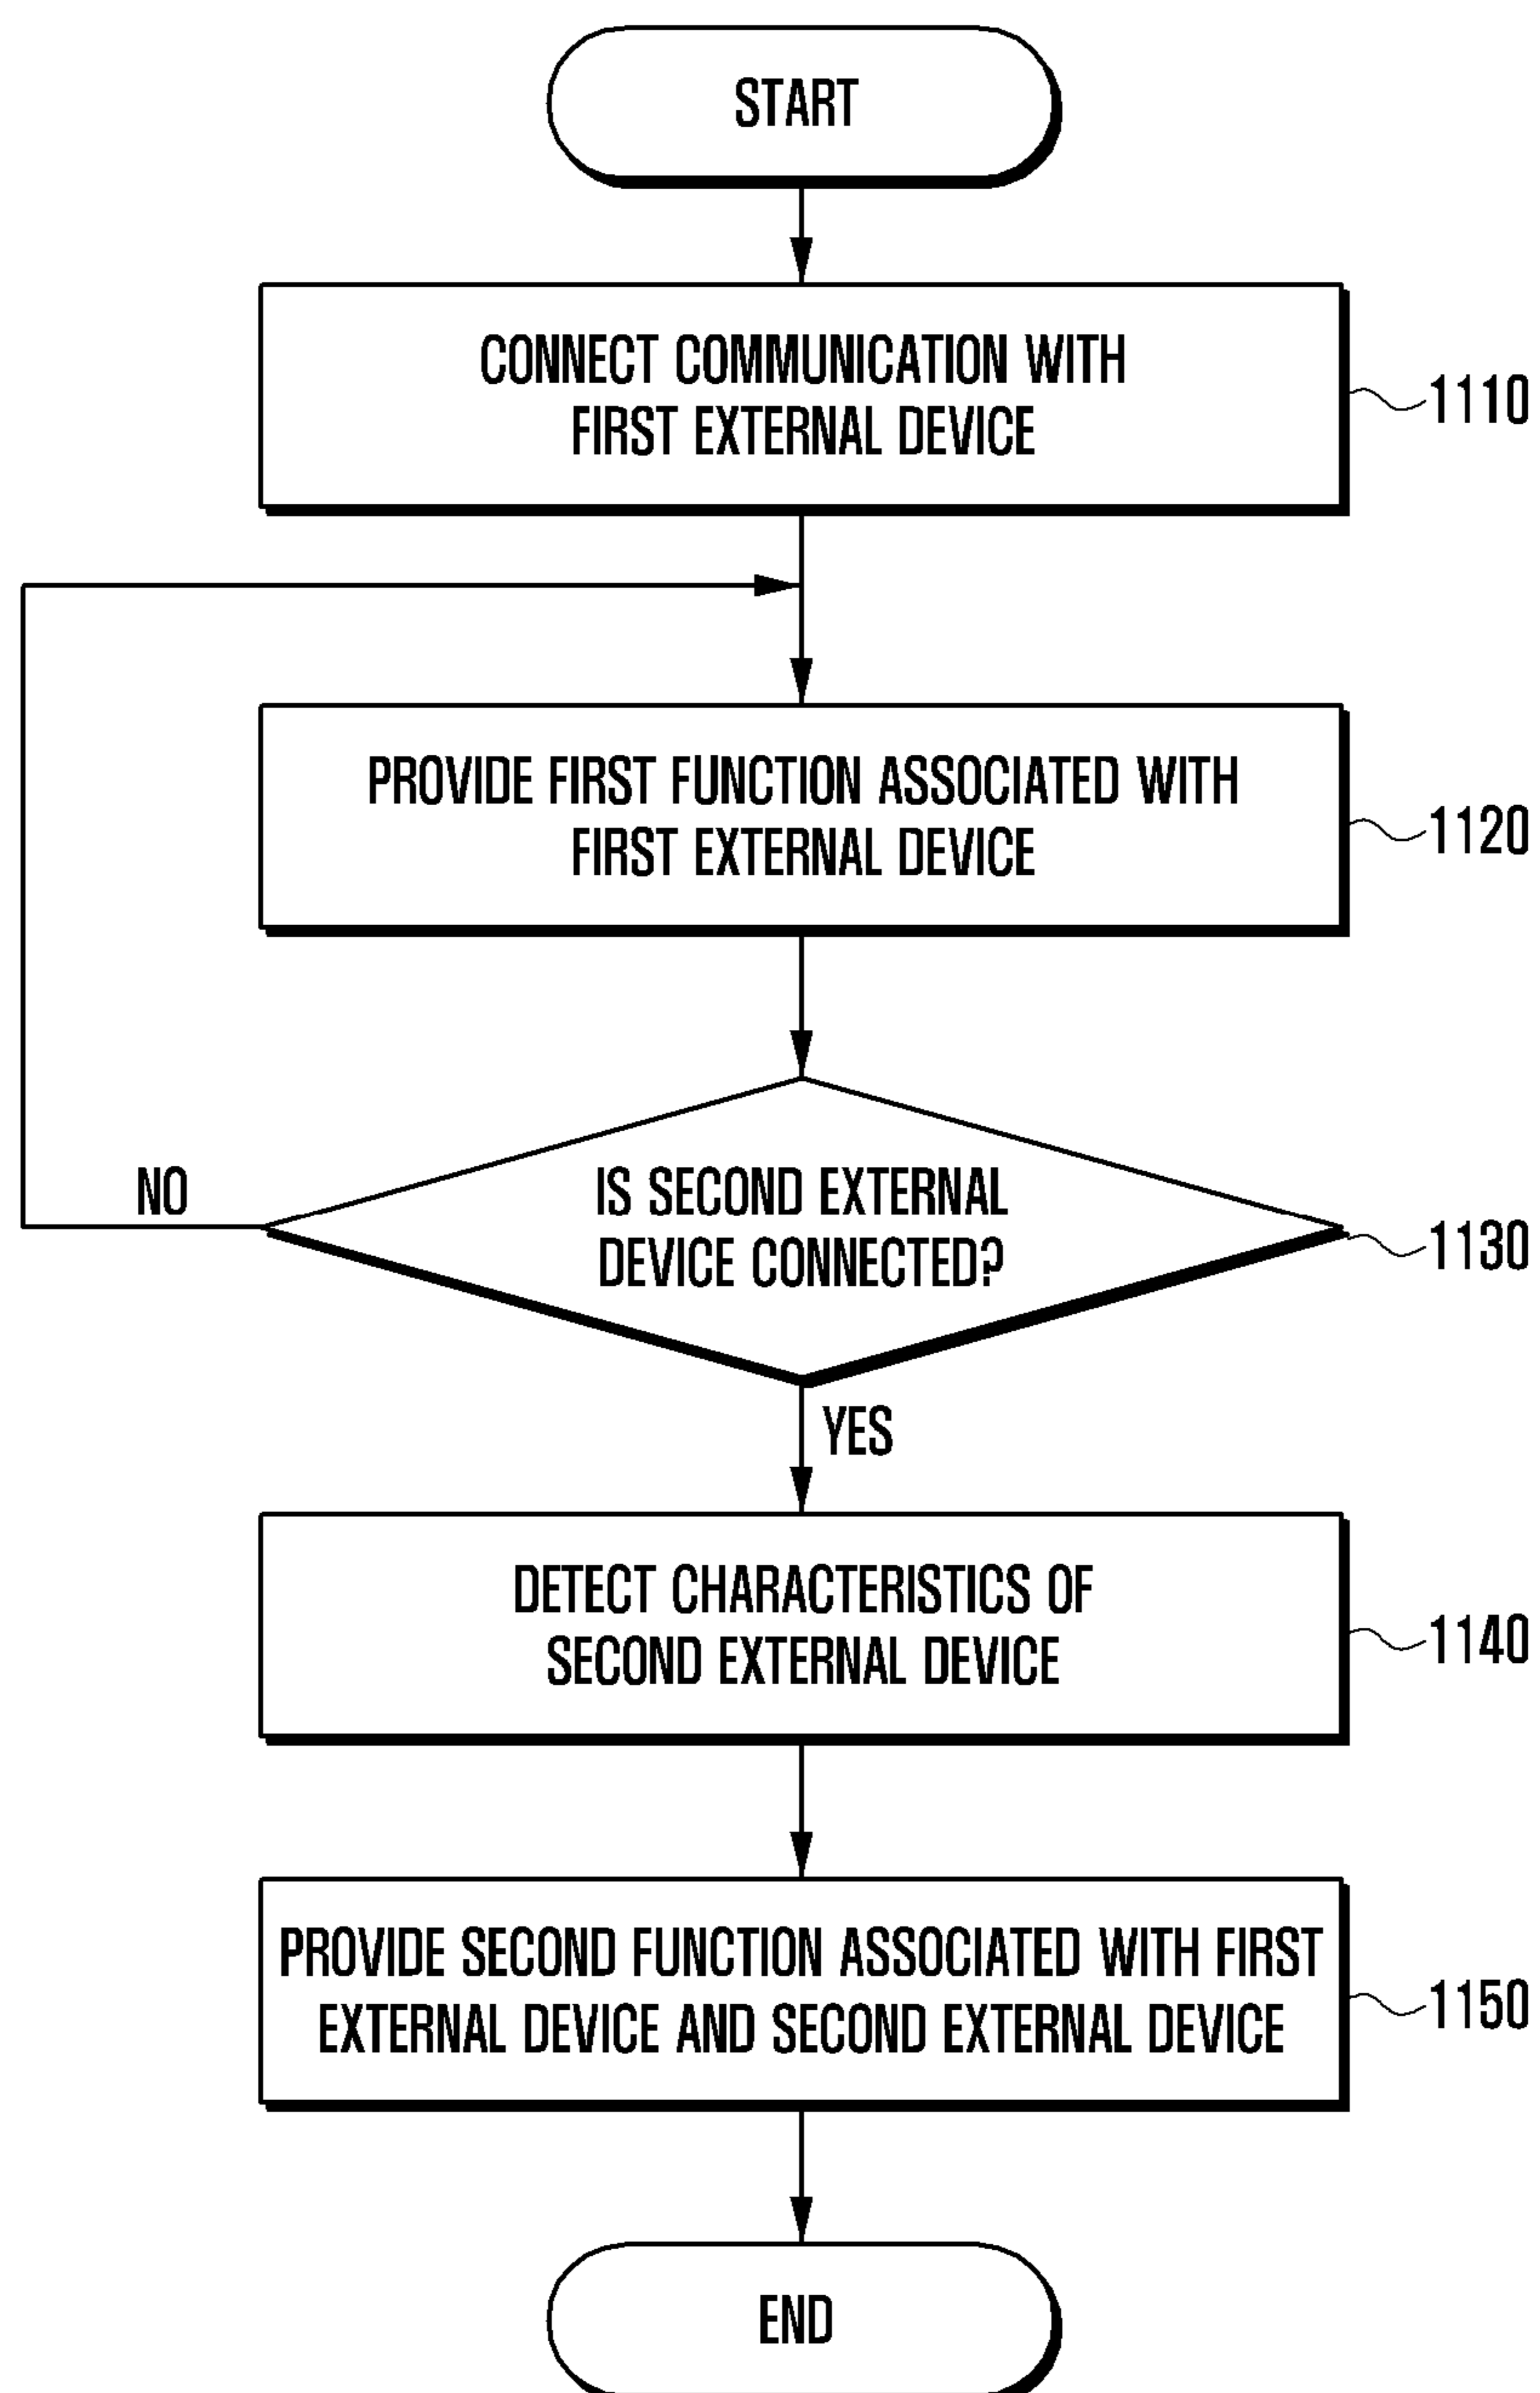 START
CONNECT COMMUNICATION WITH
FIRST EXTERNAL DEVICE
1110
PROVIDE FIRST FUNCTION ASSOCIATED WITH
FIRST EXTERNAL DEVICE
1120
IS SECOND EXTERNAL
DEVICE CONNECTED?
1130
NO
YES
DETECT CHARACTERISTICS OF
SECOND EXTERNAL DEVICE
1140
PROVIDE SECOND FUNCTION ASSOCIATED WITH FIRST
EXTERNAL DEVICE AND SECOND EXTERNAL DEVICE
1150
END